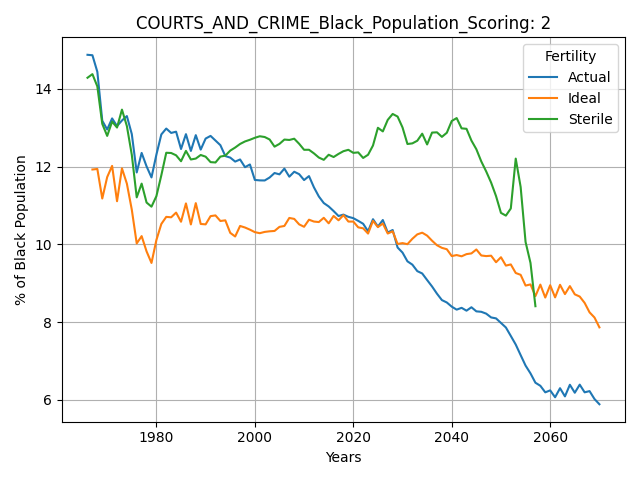 COURTS_AND_CRIME_Black_Population_Scoring: 2
Fertility
Actual
Ideal
Sterile
% of Black Population
14
12
10
8
6
1980
2000
2020
2040
2060
Years